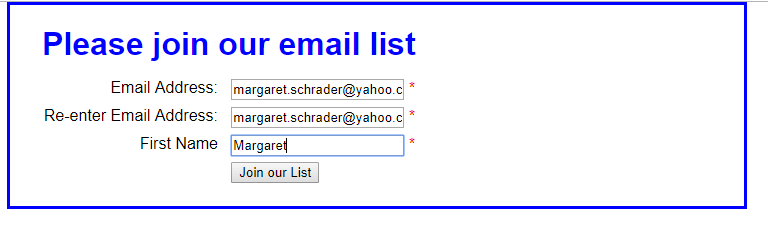 Please join our email list
Email Address: margaret.schrader@yahoo.c *
Re-enter Email Address: margaret.schrader@yahoo.c *
First Name Margaret *
Join our List